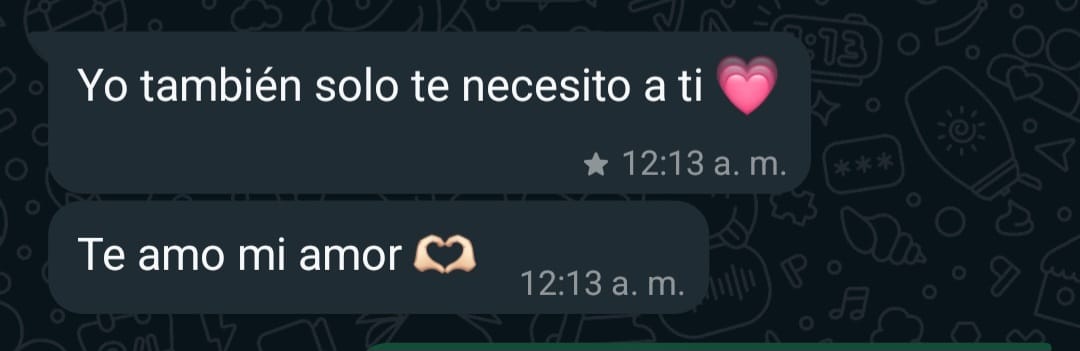 Yo también solo te necesito a ti 💗
★ 12:13 a. m.
Te amo mi amor 🫶🏻
12:13 a. m.